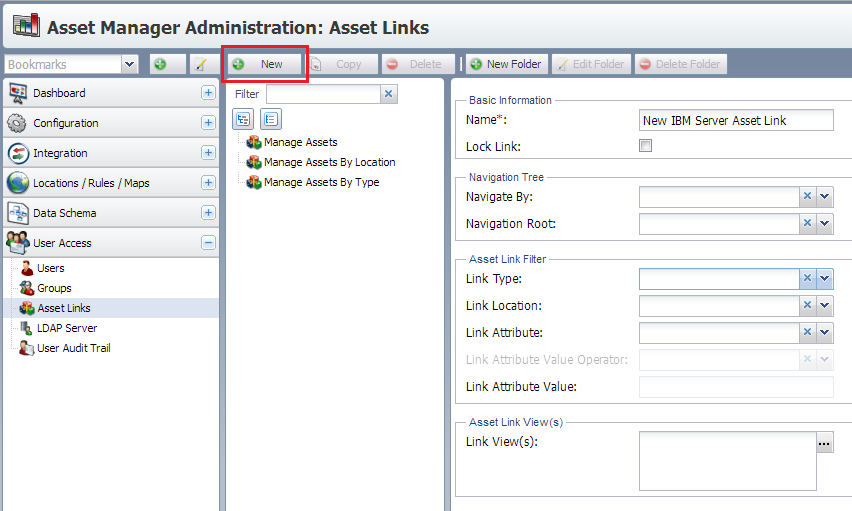 Asset Manager Administration: Asset Links
Bookmarks
New
Copy
Delete
New Folder
Edit Folder
Delete Folder
Dashboard
Configuration
Integration
Locations / Rules / Maps
Data Schema
User Access
Users
Groups
Asset Links
LDAP Server
User Audit Trail
Filter
Manage Assets
Manage Assets By Location
Manage Assets By Type
Basic Information
Name*: New IBM Server Asset Link
Lock Link:
Navigation Tree
Navigate By:
Navigation Root:
Asset Link Filter
Link Type:
Link Location:
Link Attribute:
Link Attribute Value Operator:
Link Attribute Value:
Asset Link View(s)
Link View(s):
...